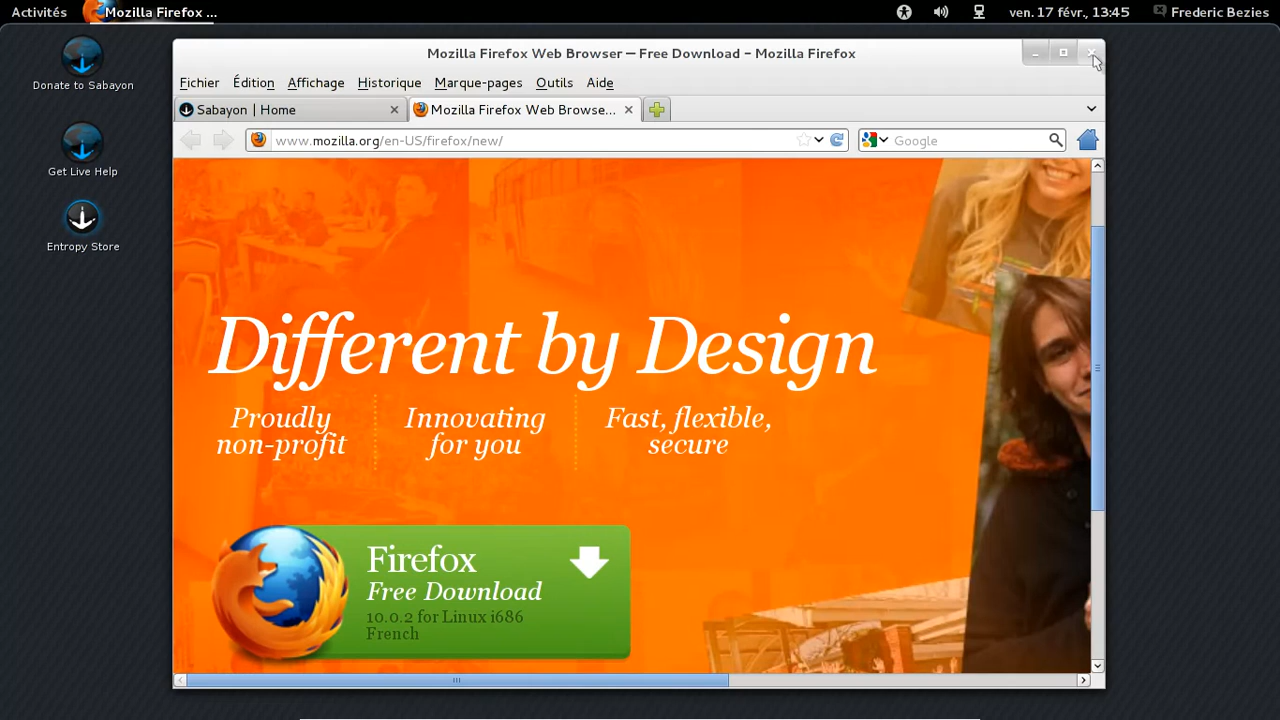 Activités
Mozilla Firefox ...
ven. 17 févr., 13:45
Frederic Bezies
Donate to Sabayon
Get Live Help
Entropy Store
Mozilla Firefox Web Browser — Free Download - Mozilla Firefox
Fichier Édition Affichage Historique Marque-pages Outils Aide
Sabayon | Home
Mozilla Firefox Web Browse...
www.mozilla.org/en-US/firefox/new/
Google
Different by Design
Proudly
non-profit
Innovating
for you
Fast, flexible,
secure
Firefox
Free Download
10.0.2 for Linux i686
French